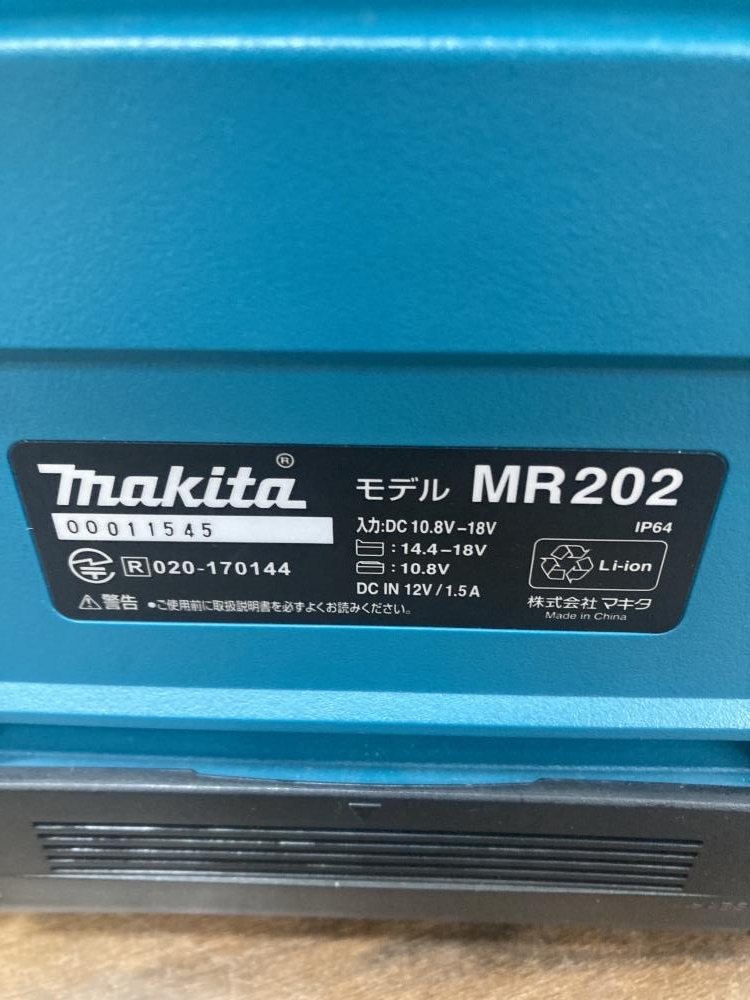 makita®
モデル MR202
00011545
入力:DC 10.8V-18V
IP64
:14.4-18V
R 020-170144
:10.8V
Li-ion
DC IN 12V/1.5A
株式会社マキタ
⚠警告 ●ご使用前に取扱説明書を必ずよくお読みください。
Made in China